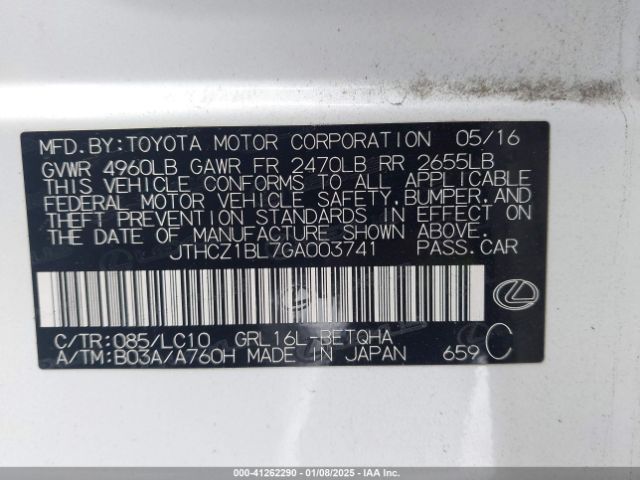 MFD.BY:TOYOTA MOTOR CORPORATION 05/16
GVWR 4960LB GAWR FR 2470LB RR 2655LB
THIS VEHICLE CONFORMS TO ALL APPLICABLE
FEDERAL MOTOR VEHICLE SAFETY,BUMPER,AND
THEFT PREVENTION STANDARDS IN EFFECT ON
THE DATE OF MANUFACTURE SHOWN ABOVE.
JTHCZ1BL7GA003741 PASS.CAR
C/TR:085/LC10 GRL16L-BETQHA
A/TM:B03A/A760H MADE IN JAPAN 659 C
000-41262290 - 01/08/2025 - IAA Inc.